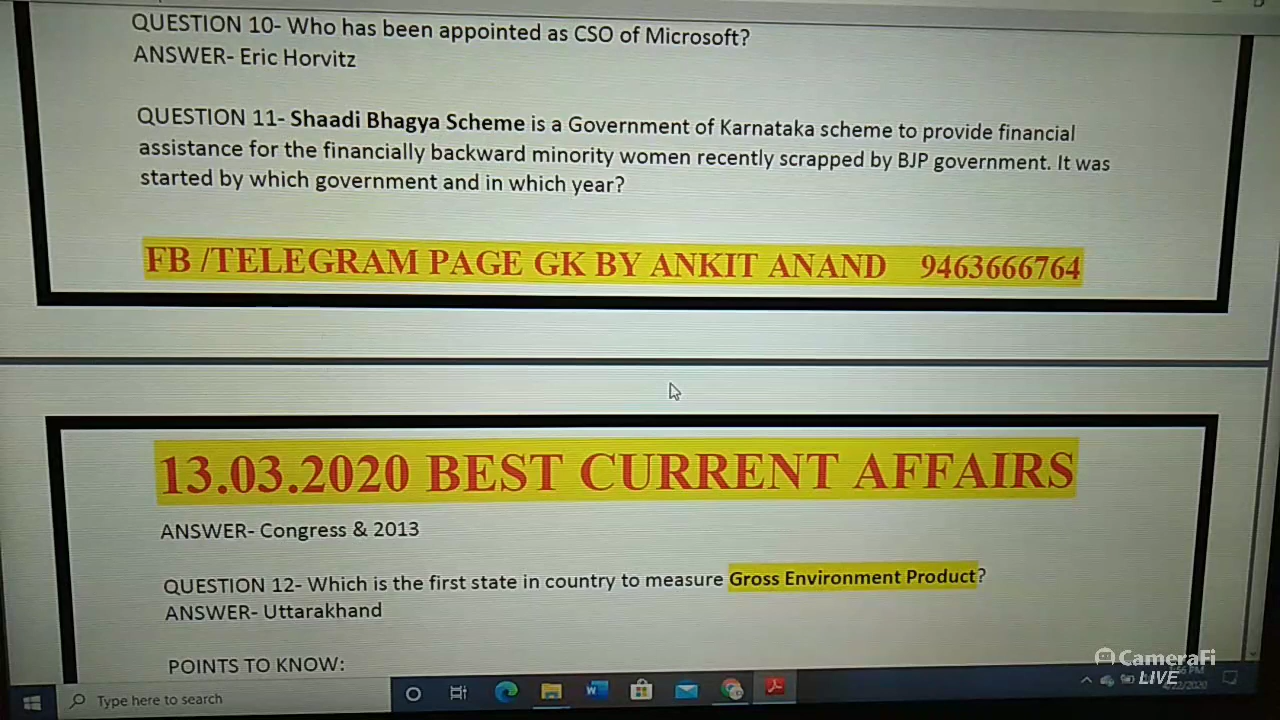 QUESTION 10- Who has been appointed as CSO of Microsoft?
ANSWER- Eric Horvitz
QUESTION 11- Shaadi Bhagya Scheme is a Government of Karnataka scheme to provide financial
assistance for the financially backward minority women recently scrapped by BJP government. It was
started by which government and in which year?
FB /TELEGRAM PAGE GK BY ANKIT ANAND 9463666764
13.03.2020 BEST CURRENT AFFAIRS
ANSWER- Congress & 2013
QUESTION 12- Which is the first state in country to measure Gross Environment Product?
ANSWER- Uttarakhand
POINTS TO KNOW:
CameraFi
LIVE
Type here to search